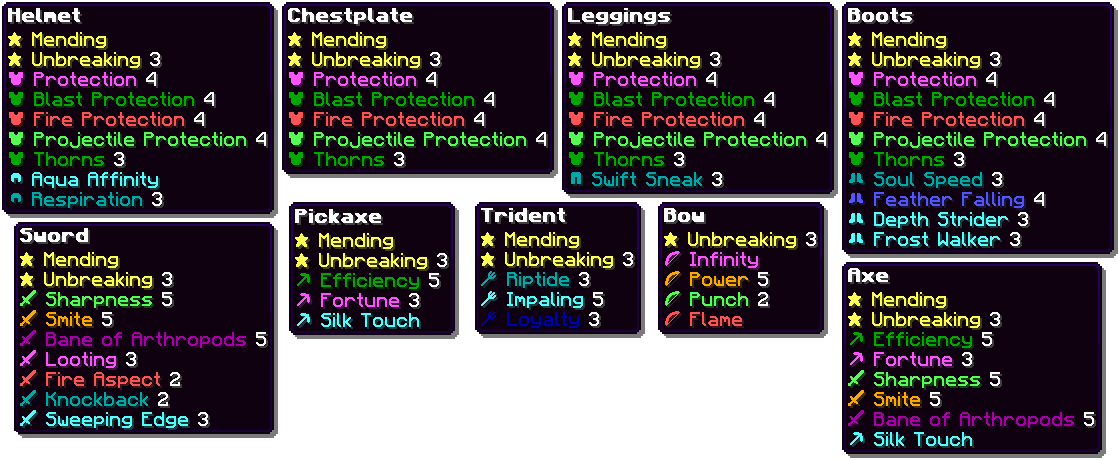 Helmet
Mending
Unbreaking 3
Protection 4
Blast Protection 4
Fire Protection 4
Projectile Protection 4
Thorns 3
Aqua Affinity
Respiration 3
Chestplate
Mending
Unbreaking 3
Protection 4
Blast Protection 4
Fire Protection 4
Projectile Protection 4
Thorns 3
Leggings
Mending
Unbreaking 3
Protection 4
Blast Protection 4
Fire Protection 4
Projectile Protection 4
Thorns 3
Swift Sneak 3
Boots
Mending
Unbreaking 3
Protection 4
Blast Protection 4
Fire Protection 4
Projectile Protection 4
Thorns 3
Soul Speed 3
Feather Falling 4
Depth Strider 3
Frost Walker 3
Sword
Mending
Unbreaking 3
Sharpness 5
Smite 5
Bane of Arthropods 5
Looting 3
Fire Aspect 2
Knockback 2
Sweeping Edge 3
Pickaxe
Mending
Unbreaking 3
Efficiency 5
Fortune 3
Silk Touch
Trident
Mending
Unbreaking 3
Riptide 3
Impaling 5
Loyalty 3
Bow
Unbreaking 3
Infinity
Power 5
Punch 2
Flame
Axe
Mending
Unbreaking 3
Efficiency 5
Fortune 3
Sharpness 5
Smite 5
Bane of Arthropods 5
Silk Touch